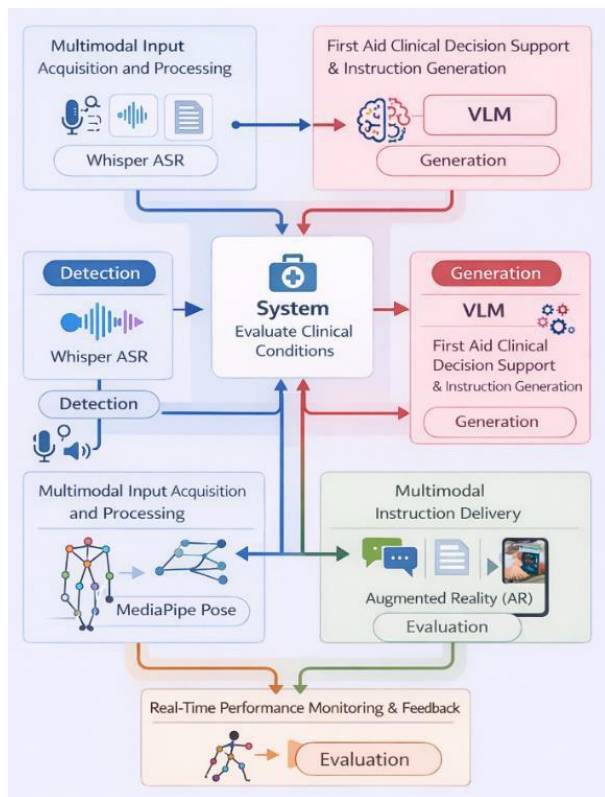 Multimodal Input
Acquisition and Processing
Whisper ASR
First Aid Clinical Decision Support
& Instruction Generation
VLM
Generation
Detection
Whisper ASR
Detection
System
Evaluate Clinical
Conditions
Generation
VLM
First Aid Clinical
Decision Support
& Instruction Generation
Generation
Multimodal Input Acquisition
and Processing
MediaPipe Pose
Multimodal
Instruction Delivery
Augmented Reality (AR)
Evaluation
Real-Time Performance Monitoring & Feedback
Evaluation